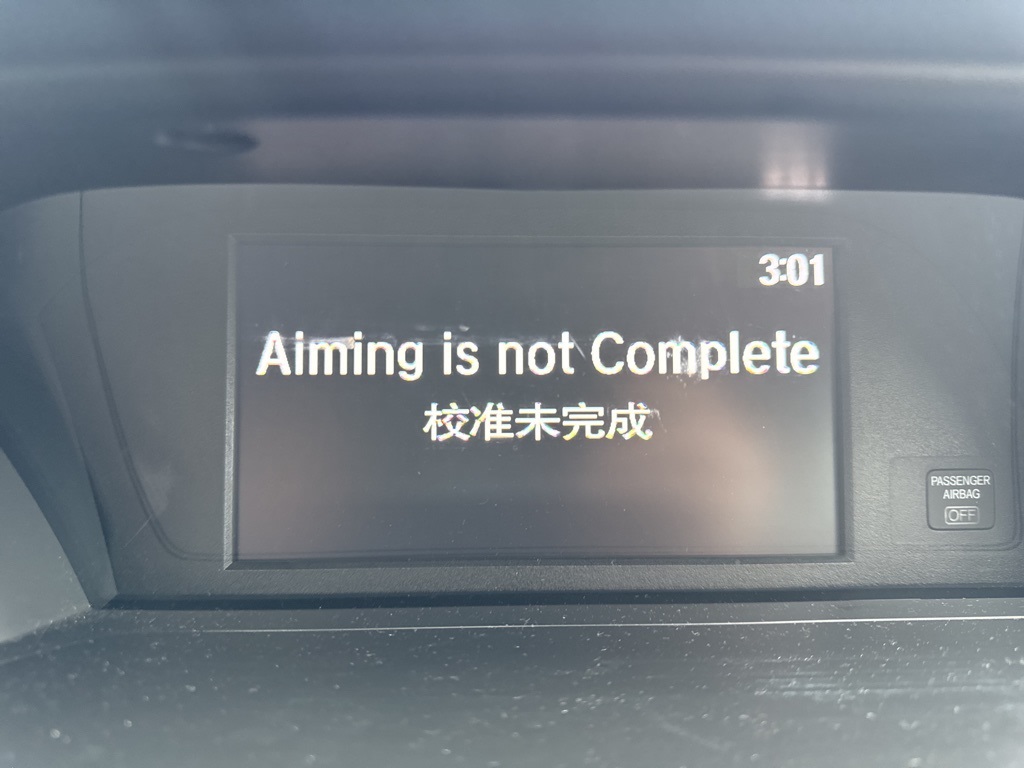 3:01
Aiming is not Complete
校准未完成
PASSENGER
AIRBAG
OFF